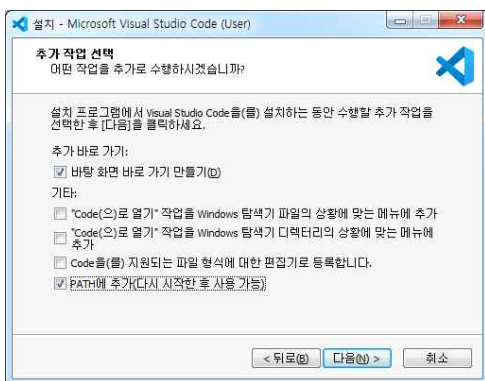 설치 - Microsoft Visual Studio Code (User)
추가 작업 선택
어떤 작업을 추가로 수행하시겠습니까?
설치 프로그램에서 Visual Studio Code을(를) 설치하는 동안 수행할 추가 작업을
선택한 후 [다음]을 클릭하세요.
추가 바로 가기:
바탕 화면 바로 가기 만들기(D)
기타:
"Code(으)로 열기" 작업을 Windows 탐색기 파일의 상황에 맞는 메뉴에 추가
"Code(으)로 열기" 작업을 Windows 탐색기 디렉터리의 상황에 맞는 메뉴에
추가
Code을(를) 지원되는 파일 형식에 대한 편집기로 등록합니다.
PATH에 추가(다시 시작한 후 사용 가능)
< 뒤로(B) 다음(N) > 취소